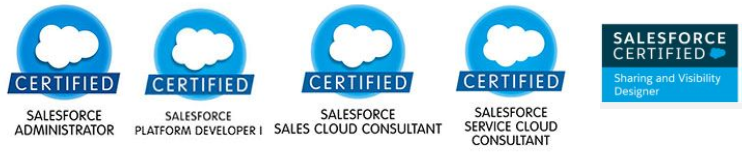 CERTIFIED
SALESFORCE
ADMINISTRATOR
CERTIFIED
SALESFORCE
PLATFORM DEVELOPER I
CERTIFIED
SALESFORCE
SALES CLOUD CONSULTANT
CERTIFIED
SALESFORCE
SERVICE CLOUD
CONSULTANT
SALESFORCE
CERTIFIED
Sharing and Visibility
Designer